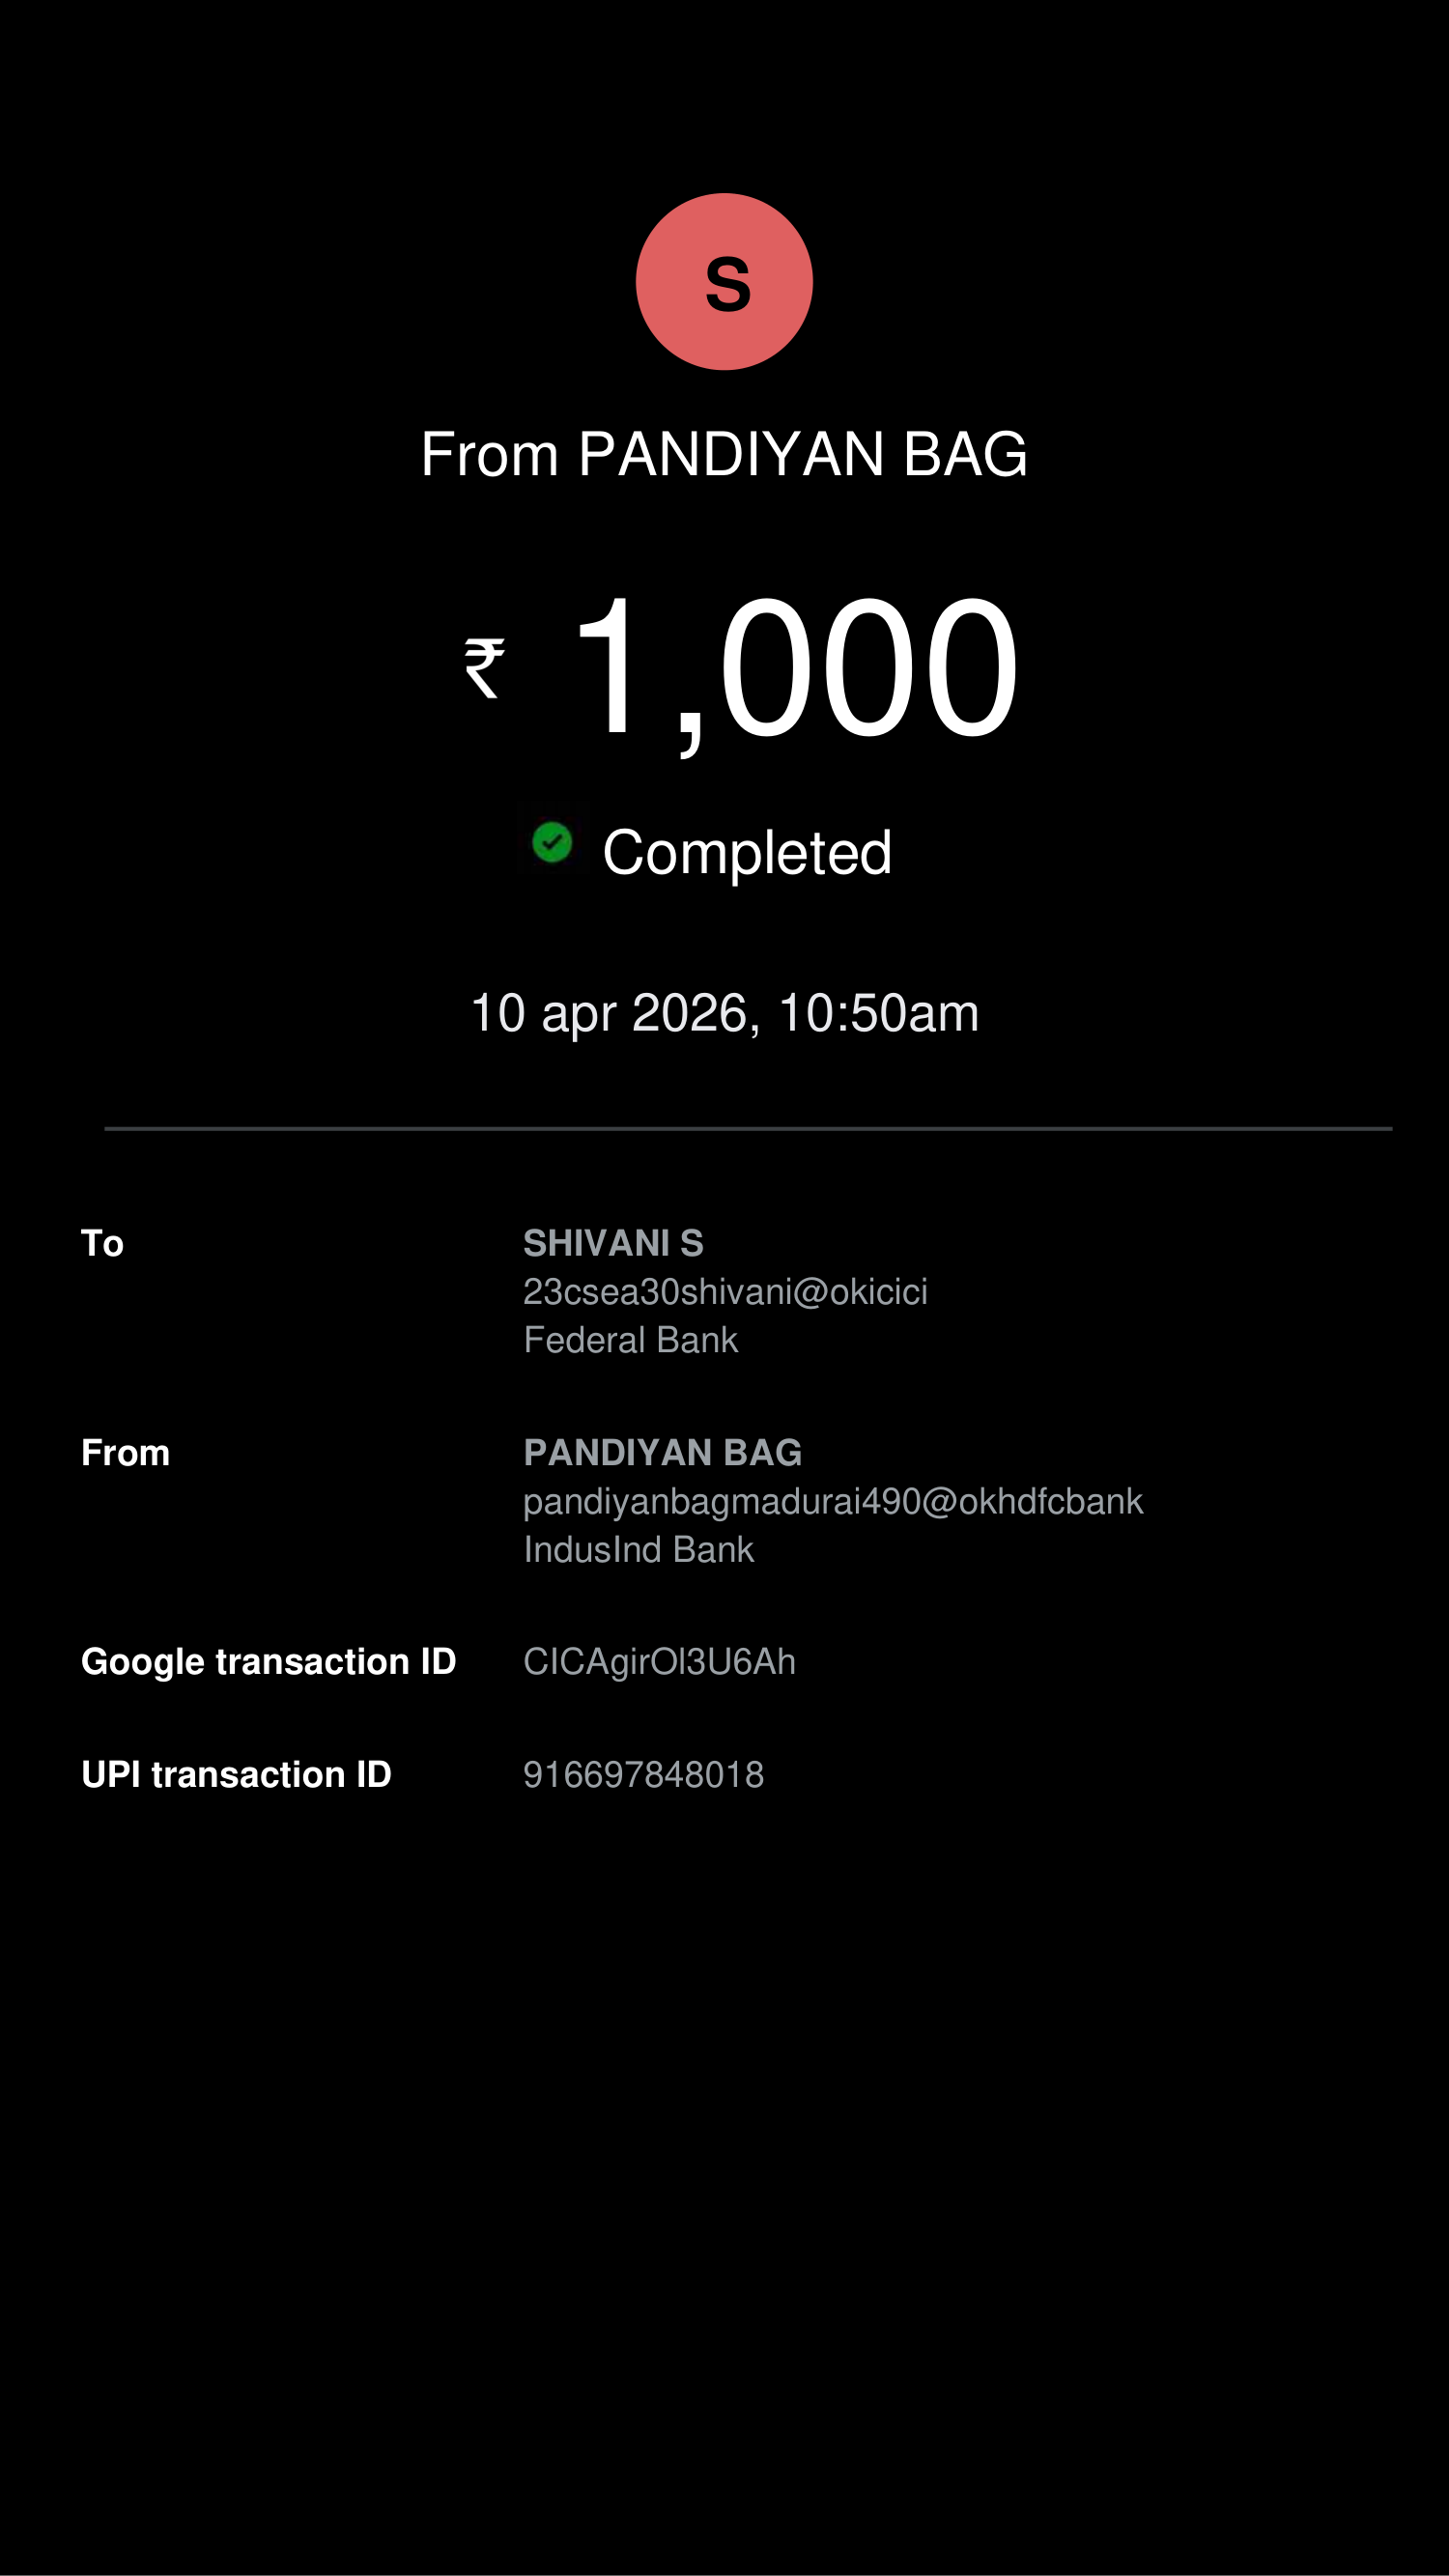 S
From PANDIYAN BAG
₹ 1,000
Completed
10 apr 2026, 10:50am
To
SHIVANI S
23csea30shivani@okicici
Federal Bank
From
PANDIYAN BAG
pandiyanbagmadurai490@okhdfcbank
IndusInd Bank
Google transaction ID
CICAgirOl3U6Ah
UPI transaction ID
916697848018